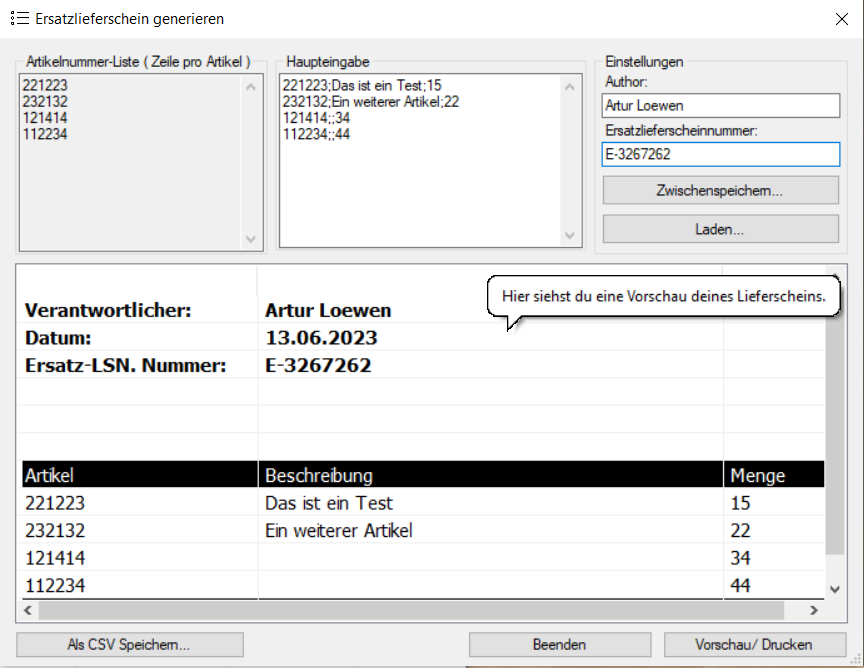 Ersatzlieferschein generieren
Artikelnummer-Liste ( Zeile pro Artikel )
221223
232132
121414
112234
Haupteingabe
221223;Das ist ein Test;15
232132;Ein weiterer Artikel;22
121414;;34
112234;;44
Einstellungen
Author:
Artur Loewen
Ersatzlieferscheinnummer:
E-3267262
Zwischenspeichern...
Laden...
Hier siehst du eine Vorschau deines Lieferscheins.
Verantwortlicher: Artur Loewen
Datum: 13.06.2023
Ersatz-LSN. Nummer: E-3267262
Artikel Beschreibung Menge
221223 Das ist ein Test 15
232132 Ein weiterer Artikel 22
121414 34
112234 44
Als CSV Speichern... Beenden Vorschau/ Drucken